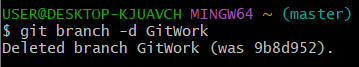 USER@DESKTOP-KJUAVCH MINGW64 ~ (master)
$ git branch -d GitWork
Deleted branch GitWork (was 9b8d952).